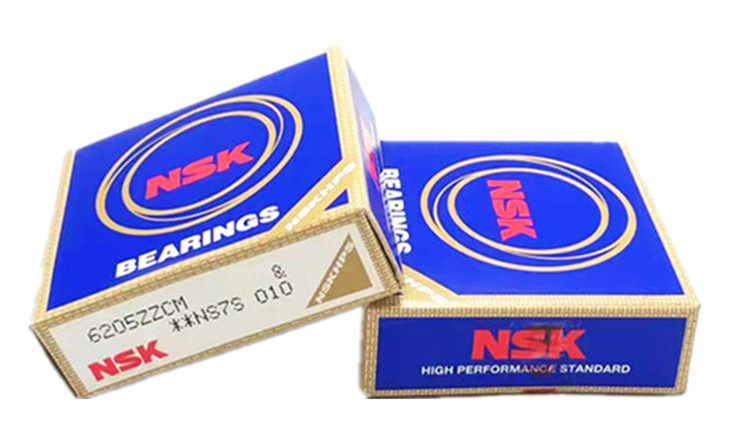 NSK
BEARINGS
NSKHPS
6205ZZCM &
**NS7S 010
NSKHPS
NSK
NSK
BEARINGS
NSK
HIGH PERFORMANCE STANDARD